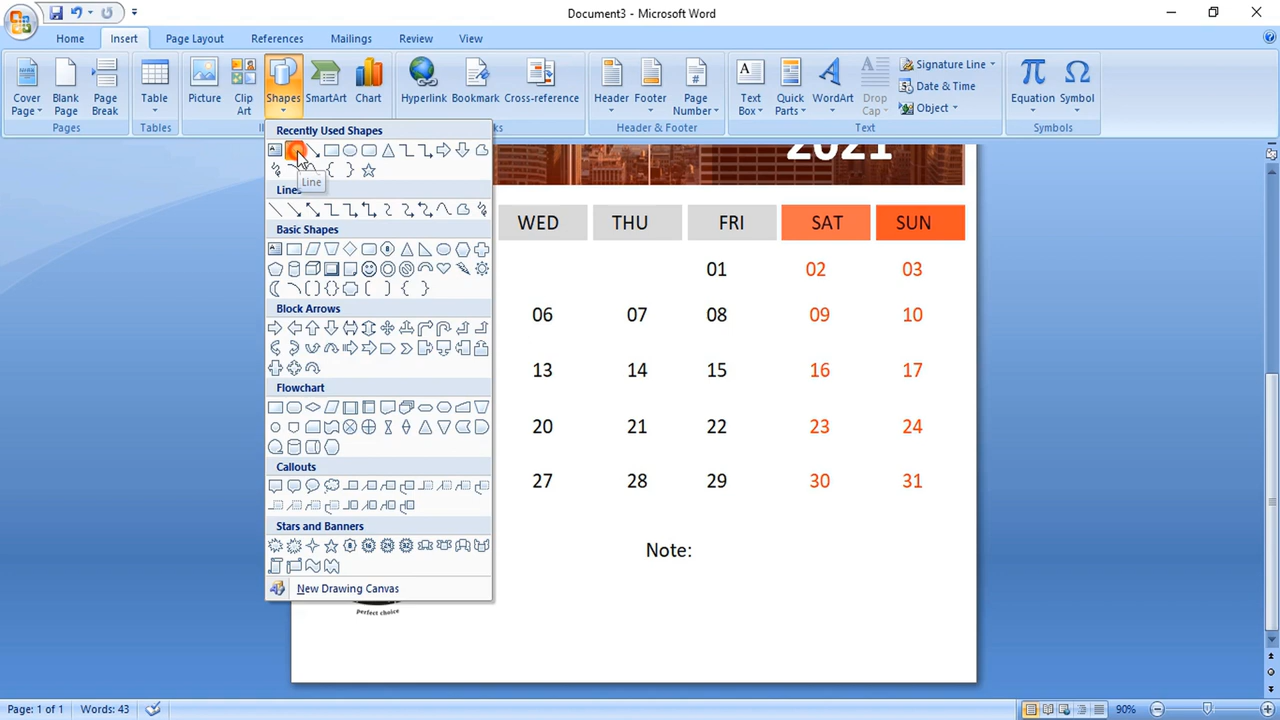 Document3 - Microsoft Word
Home Insert Page Layout References Mailings Review View
Cover Page
Blank Page
Page Break
Table
Picture
Clip Art
Shapes
SmartArt
Chart
Hyperlink
Bookmark
Cross-reference
Header
Footer
Page Number
Text Box
Quick Parts
WordArt
Drop Cap
Signature Line
Date & Time
Object
Equation
Symbol
Pages Tables Header & Footer Text Symbols
Recently Used Shapes
Line
Lines
Basic Shapes
Block Arrows
Flowchart
Callouts
Stars and Banners
New Drawing Canvas
2021
WED THU FRI SAT SUN
01 02 03
06 07 08 09 10
13 14 15 16 17
20 21 22 23 24
27 28 29 30 31
Note:
perfect choice
Page: 1 of 1 Words: 43 90%